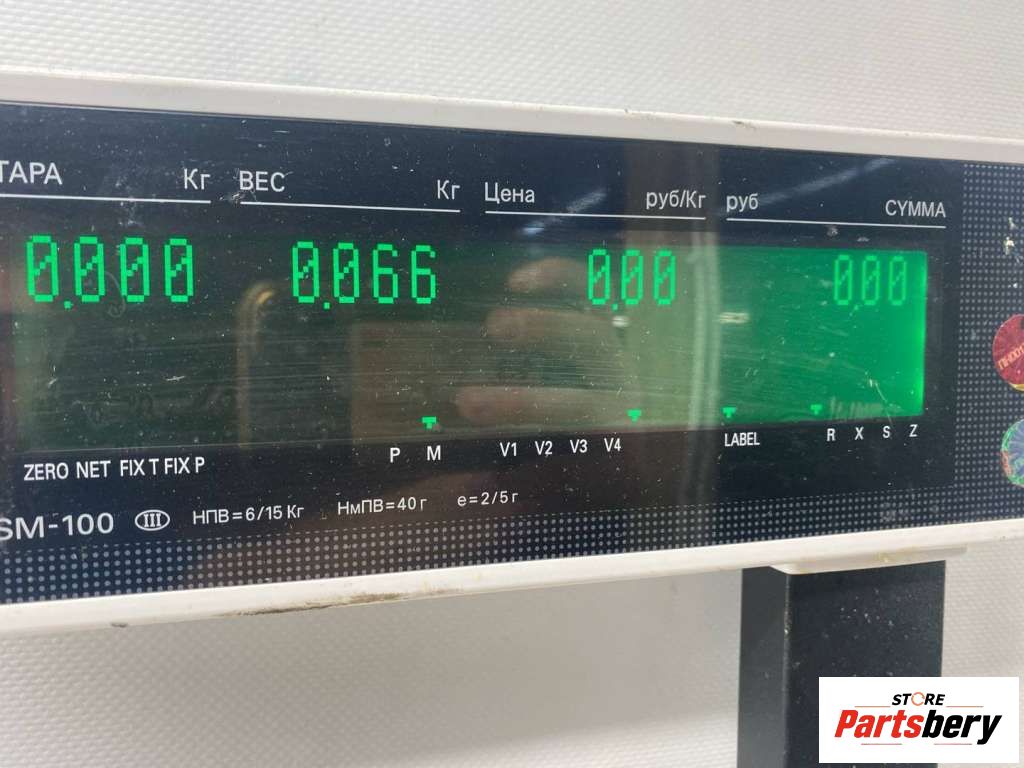 ТАРА Кг ВЕС Кг Цена руб/Кг руб СУММА
0.000 0.066 0.00 0.00
P M V1 V2 V3 V4 LABEL R X S Z
ZERO NET FIX T FIX P
SM-100 III НПВ=6/15 Кг НмПВ=40 г e=2/5 г
STORE
Partsbery